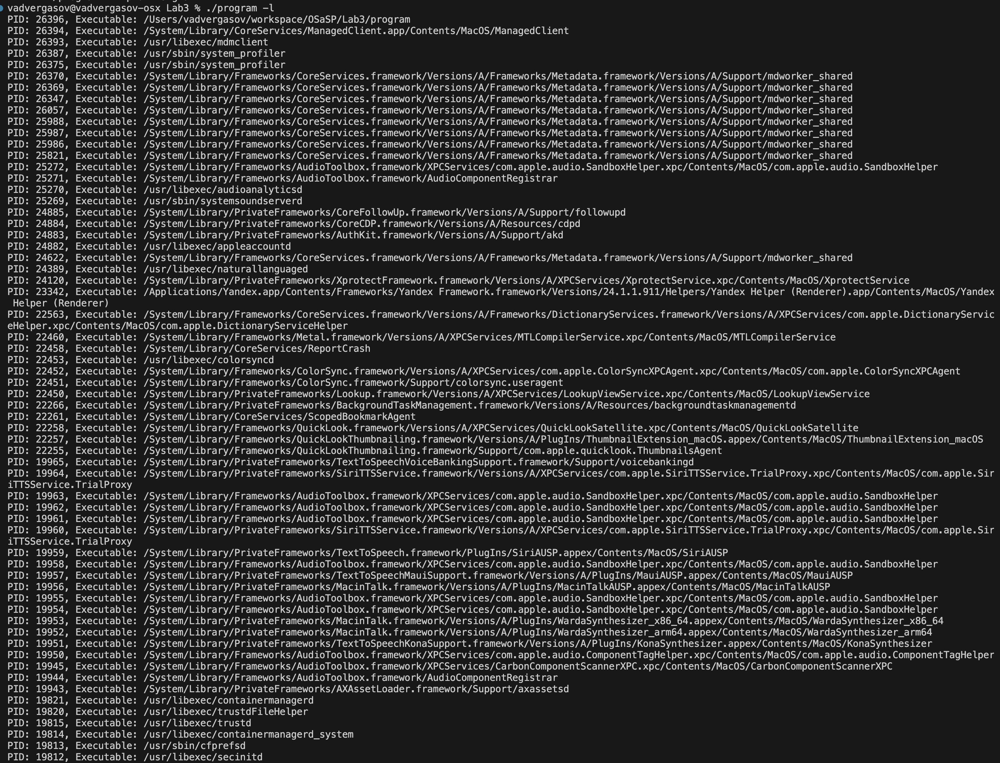 vadvergasov@vadvergasov-osx Lab3 % ./program -l
PID: 26396, Executable: /Users/vadvergasov/workspace/OSaSP/Lab3/program
PID: 26394, Executable: /System/Library/CoreServices/ManagedClient.app/Contents/MacOS/ManagedClient
PID: 26393, Executable: /usr/libexec/mdmclient
PID: 26387, Executable: /usr/sbin/system_profiler
PID: 26375, Executable: /usr/sbin/system_profiler
PID: 26370, Executable: /System/Library/Frameworks/CoreServices.framework/Versions/A/Frameworks/Metadata.framework/Versions/A/Support/mdworker_shared
PID: 26369, Executable: /System/Library/Frameworks/CoreServices.framework/Versions/A/Frameworks/Metadata.framework/Versions/A/Support/mdworker_shared
PID: 26347, Executable: /System/Library/Frameworks/CoreServices.framework/Versions/A/Frameworks/Metadata.framework/Versions/A/Support/mdworker_shared
PID: 26057, Executable: /System/Library/Frameworks/CoreServices.framework/Versions/A/Frameworks/Metadata.framework/Versions/A/Support/mdworker_shared
PID: 25988, Executable: /System/Library/Frameworks/CoreServices.framework/Versions/A/Frameworks/Metadata.framework/Versions/A/Support/mdworker_shared
PID: 25987, Executable: /System/Library/Frameworks/CoreServices.framework/Versions/A/Frameworks/Metadata.framework/Versions/A/Support/mdworker_shared
PID: 25986, Executable: /System/Library/Frameworks/CoreServices.framework/Versions/A/Frameworks/Metadata.framework/Versions/A/Support/mdworker_shared
PID: 25821, Executable: /System/Library/Frameworks/CoreServices.framework/Versions/A/Frameworks/Metadata.framework/Versions/A/Support/mdworker_shared
PID: 25272, Executable: /System/Library/Frameworks/AudioToolbox.framework/XPCServices/com.apple.audio.SandboxHelper.xpc/Contents/MacOS/com.apple.audio.SandboxHelper
PID: 25271, Executable: /System/Library/Frameworks/AudioToolbox.framework/AudioComponentRegistrar
PID: 25270, Executable: /usr/libexec/audioanalyticsd
PID: 25269, Executable: /usr/sbin/systemsoundserverd
PID: 24885, Executable: /System/Library/PrivateFrameworks/CoreFollowUp.framework/Versions/A/Support/followupd
PID: 24884, Executable: /System/Library/PrivateFrameworks/CoreCDP.framework/Versions/A/Resources/cdpd
PID: 24883, Executable: /System/Library/PrivateFrameworks/AuthKit.framework/Versions/A/Support/akd
PID: 24882, Executable: /usr/libexec/appleaccountd
PID: 24622, Executable: /System/Library/Frameworks/CoreServices.framework/Versions/A/Frameworks/Metadata.framework/Versions/A/Support/mdworker_shared
PID: 24389, Executable: /usr/libexec/naturallanguaged
PID: 24120, Executable: /System/Library/PrivateFrameworks/XprotectFramework.framework/Versions/A/XPCServices/XprotectService.xpc/Contents/MacOS/XprotectService
PID: 23342, Executable: /Applications/Yandex.app/Contents/Frameworks/Yandex Framework.framework/Versions/24.1.1.911/Helpers/Yandex Helper (Renderer).app/Contents/MacOS/Yandex
 Helper (Renderer)
PID: 22563, Executable: /System/Library/Frameworks/CoreServices.framework/Versions/A/Frameworks/DictionaryServices.framework/Versions/A/XPCServices/com.apple.DictionaryServic
eHelper.xpc/Contents/MacOS/com.apple.DictionaryServiceHelper
PID: 22460, Executable: /System/Library/Frameworks/Metal.framework/Versions/A/XPCServices/MTLCompilerService.xpc/Contents/MacOS/MTLCompilerService
PID: 22458, Executable: /System/Library/CoreServices/ReportCrash
PID: 22453, Executable: /usr/libexec/colorsyncd
PID: 22452, Executable: /System/Library/Frameworks/ColorSync.framework/Versions/A/XPCServices/com.apple.ColorSyncXPCAgent.xpc/Contents/MacOS/com.apple.ColorSyncXPCAgent
PID: 22451, Executable: /System/Library/Frameworks/ColorSync.framework/Support/colorsync.useragent
PID: 22450, Executable: /System/Library/PrivateFrameworks/Lookup.framework/Versions/A/XPCServices/LookupViewService.xpc/Contents/MacOS/LookupViewService
PID: 22266, Executable: /System/Library/PrivateFrameworks/BackgroundTaskManagement.framework/Versions/A/Resources/backgroundtaskmanagementd
PID: 22261, Executable: /System/Library/CoreServices/ScopedBookmarkAgent
PID: 22258, Executable: /System/Library/Frameworks/QuickLook.framework/Versions/A/XPCServices/QuickLookSatellite.xpc/Contents/MacOS/QuickLookSatellite
PID: 22257, Executable: /System/Library/Frameworks/QuickLookThumbnailing.framework/Versions/A/PlugIns/ThumbnailExtension_macOS.appex/Contents/MacOS/ThumbnailExtension_macOS
PID: 22255, Executable: /System/Library/Frameworks/QuickLookThumbnailing.framework/Support/com.apple.quicklook.ThumbnailsAgent
PID: 19965, Executable: /System/Library/PrivateFrameworks/TextToSpeechVoiceBankingSupport.framework/Support/voicebankingd
PID: 19964, Executable: /System/Library/PrivateFrameworks/SiriTTSService.framework/Versions/A/XPCServices/com.apple.SiriTTSService.TrialProxy.xpc/Contents/MacOS/com.apple.Sir
iTTSService.TrialProxy
PID: 19963, Executable: /System/Library/Frameworks/AudioToolbox.framework/XPCServices/com.apple.audio.SandboxHelper.xpc/Contents/MacOS/com.apple.audio.SandboxHelper
PID: 19962, Executable: /System/Library/Frameworks/AudioToolbox.framework/XPCServices/com.apple.audio.SandboxHelper.xpc/Contents/MacOS/com.apple.audio.SandboxHelper
PID: 19961, Executable: /System/Library/Frameworks/AudioToolbox.framework/XPCServices/com.apple.audio.SandboxHelper.xpc/Contents/MacOS/com.apple.audio.SandboxHelper
PID: 19960, Executable: /System/Library/PrivateFrameworks/SiriTTSService.framework/Versions/A/XPCServices/com.apple.SiriTTSService.TrialProxy.xpc/Contents/MacOS/com.apple.Sir
iTTSService.TrialProxy
PID: 19959, Executable: /System/Library/PrivateFrameworks/TextToSpeech.framework/PlugIns/SiriAUSP.appex/Contents/MacOS/SiriAUSP
PID: 19958, Executable: /System/Library/Frameworks/AudioToolbox.framework/XPCServices/com.apple.audio.SandboxHelper.xpc/Contents/MacOS/com.apple.audio.SandboxHelper
PID: 19957, Executable: /System/Library/PrivateFrameworks/TextToSpeechMauiSupport.framework/Versions/A/PlugIns/MauiAUSP.appex/Contents/MacOS/MauiAUSP
PID: 19956, Executable: /System/Library/PrivateFrameworks/MacinTalk.framework/Versions/A/PlugIns/MacinTalkAUSP.appex/Contents/MacOS/MacinTalkAUSP
PID: 19955, Executable: /System/Library/Frameworks/AudioToolbox.framework/XPCServices/com.apple.audio.SandboxHelper.xpc/Contents/MacOS/com.apple.audio.SandboxHelper
PID: 19954, Executable: /System/Library/Frameworks/AudioToolbox.framework/XPCServices/com.apple.audio.SandboxHelper.xpc/Contents/MacOS/com.apple.audio.SandboxHelper
PID: 19953, Executable: /System/Library/PrivateFrameworks/MacinTalk.framework/Versions/A/PlugIns/WardaSynthesizer_x86_64.appex/Contents/MacOS/WardaSynthesizer_x86_64
PID: 19952, Executable: /System/Library/PrivateFrameworks/MacinTalk.framework/Versions/A/PlugIns/WardaSynthesizer_arm64.appex/Contents/MacOS/WardaSynthesizer_arm64
PID: 19951, Executable: /System/Library/PrivateFrameworks/TextToSpeechKonaSupport.framework/Versions/A/PlugIns/KonaSynthesizer.appex/Contents/MacOS/KonaSynthesizer
PID: 19950, Executable: /System/Library/Frameworks/AudioToolbox.framework/XPCServices/com.apple.audio.ComponentTagHelper.xpc/Contents/MacOS/com.apple.audio.ComponentTagHelper
PID: 19945, Executable: /System/Library/Frameworks/AudioToolbox.framework/XPCServices/CarbonComponentScannerXPC.xpc/Contents/MacOS/CarbonComponentScannerXPC
PID: 19944, Executable: /System/Library/Frameworks/AudioToolbox.framework/AudioComponentRegistrar
PID: 19943, Executable: /System/Library/PrivateFrameworks/AXAssetLoader.framework/Support/axassetsd
PID: 19821, Executable: /usr/libexec/containermanagerd
PID: 19820, Executable: /usr/libexec/trustdFileHelper
PID: 19815, Executable: /usr/libexec/trustd
PID: 19814, Executable: /usr/libexec/containermanagerd_system
PID: 19813, Executable: /usr/sbin/cfprefsd
PID: 19812, Executable: /usr/libexec/secinitd